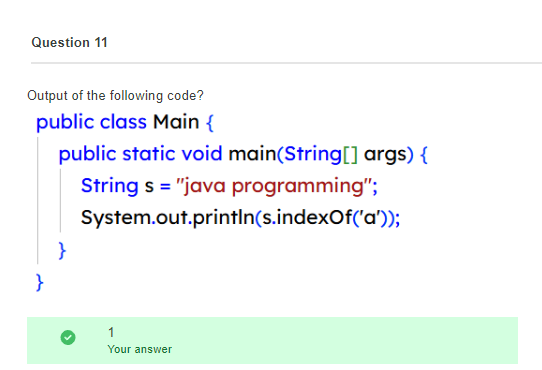 Question 11
Output of the following code?
public class Main {
public static void main(String[] args) {
String s = "java programming";
System.out.println(s.indexOf('a'));
}
}
1
Your answer